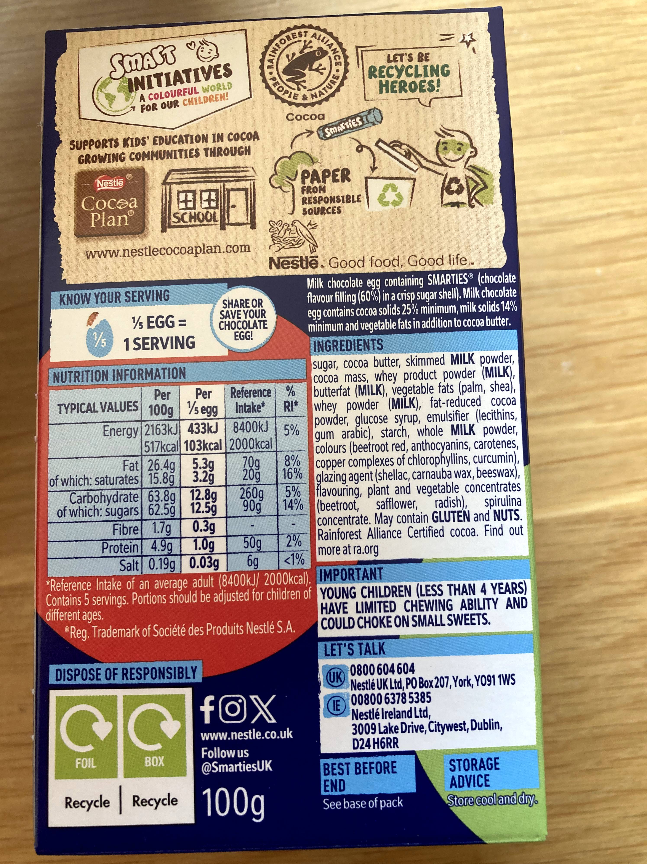 SMART
INITIATIVES
A COLOURFUL WORLD
FOR OUR CHILDREN!
RAINFOREST ALLIANCE
PEOPLE & NATURE
Cocoa
LET'S BE
RECYCLING
HEROES!
SUPPORTS KIDS' EDUCATION IN COCOA
GROWING COMMUNITIES THROUGH
Nestlé®
Cocoa
Plan®
SCHOOL
www.nestlecocoaplan.com
SMARTIES
PAPER
FROM
RESPONSIBLE
SOURCES
Nestlé. Good food, Good life.
KNOW YOUR SERVING
1/5
1/5 EGG =
1 SERVING
SHARE OR
SAVE YOUR
CHOCOLATE
EGG!
NUTRITION INFORMATION
TYPICAL VALUES Per 100g Per 1/5 egg Reference Intake* % RI*
Energy 2163kJ 433kJ 8400kJ 5%
517kcal 103kcal 2000kcal
Fat 26.4g 5.3g 70g 8%
of which: saturates 15.8g 3.2g 20g 16%
Carbohydrate 63.8g 12.8g 260g 5%
of which: sugars 62.5g 12.5g 90g 14%
Fibre 1.7g 0.3g - -
Protein 4.9g 1.0g 50g 2%
Salt 0.19g 0.03g 6g <1%
*Reference Intake of an average adult (8400kJ/ 2000kcal).
Contains 5 servings. Portions should be adjusted for children of
different ages.
®Reg. Trademark of Société des Produits Nestlé S.A.
DISPOSE OF RESPONSIBLY
FOIL
BOX
Recycle
Recycle
www.nestle.co.uk
Follow us
@SmartiesUK
100g
Milk chocolate egg containing SMARTIES® (chocolate
flavour filling (60%) in a crisp sugar shell). Milk chocolate
egg contains cocoa solids 25% minimum, milk solids 14%
minimum and vegetable fats in addition to cocoa butter.
INGREDIENTS
sugar, cocoa butter, skimmed MILK powder,
cocoa mass, whey product powder (MILK),
butterfat (MILK), vegetable fats (palm, shea),
whey powder (MILK), fat-reduced cocoa
powder, glucose syrup, emulsifier (lecithins,
gum arabic), starch, whole MILK powder,
colours (beetroot red, anthocyanins, carotenes,
copper complexes of chlorophyllins, curcumin),
glazing agent (shellac, carnauba wax, beeswax),
flavouring, plant and vegetable concentrates
(beetroot, safflower, radish), spirulina
concentrate. May contain GLUTEN and NUTS.
Rainforest Alliance Certified cocoa. Find out
more at ra.org
IMPORTANT
YOUNG CHILDREN (LESS THAN 4 YEARS)
HAVE LIMITED CHEWING ABILITY AND
COULD CHOKE ON SMALL SWEETS.
LET'S TALK
UK 0800 604 604
Nestlé UK Ltd, PO Box 207, York, YO91 1WS
IE 00800 6378 5385
Nestlé Ireland Ltd,
3009 Lake Drive, Citywest, Dublin,
D24 H6RR
BEST BEFORE
END
See base of pack
STORAGE
ADVICE
Store cool and dry.